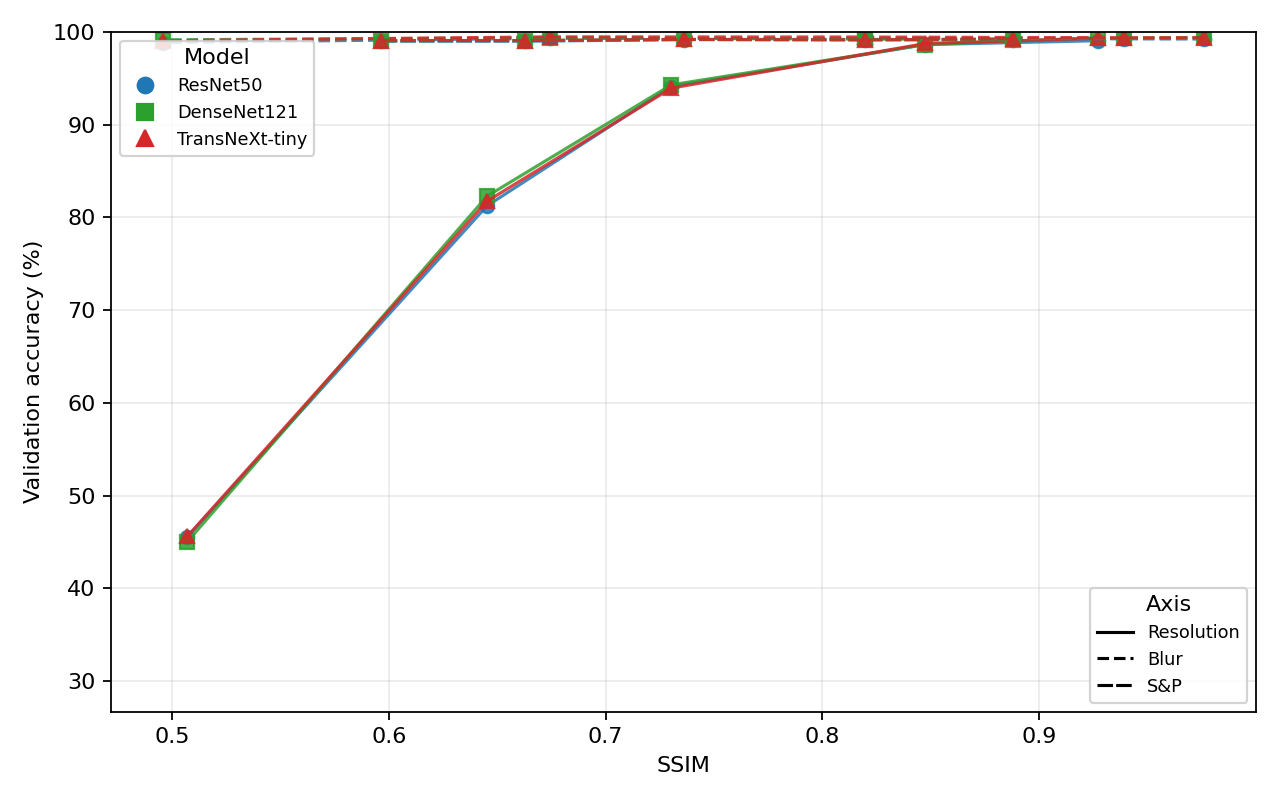 100
90
80
70
60
50
40
30
Validation accuracy (%)
Model
ResNet50
DenseNet121
TransNeXt-tiny
Axis
Resolution
Blur
S&P
0.5
0.6
0.7
0.8
0.9
SSIM